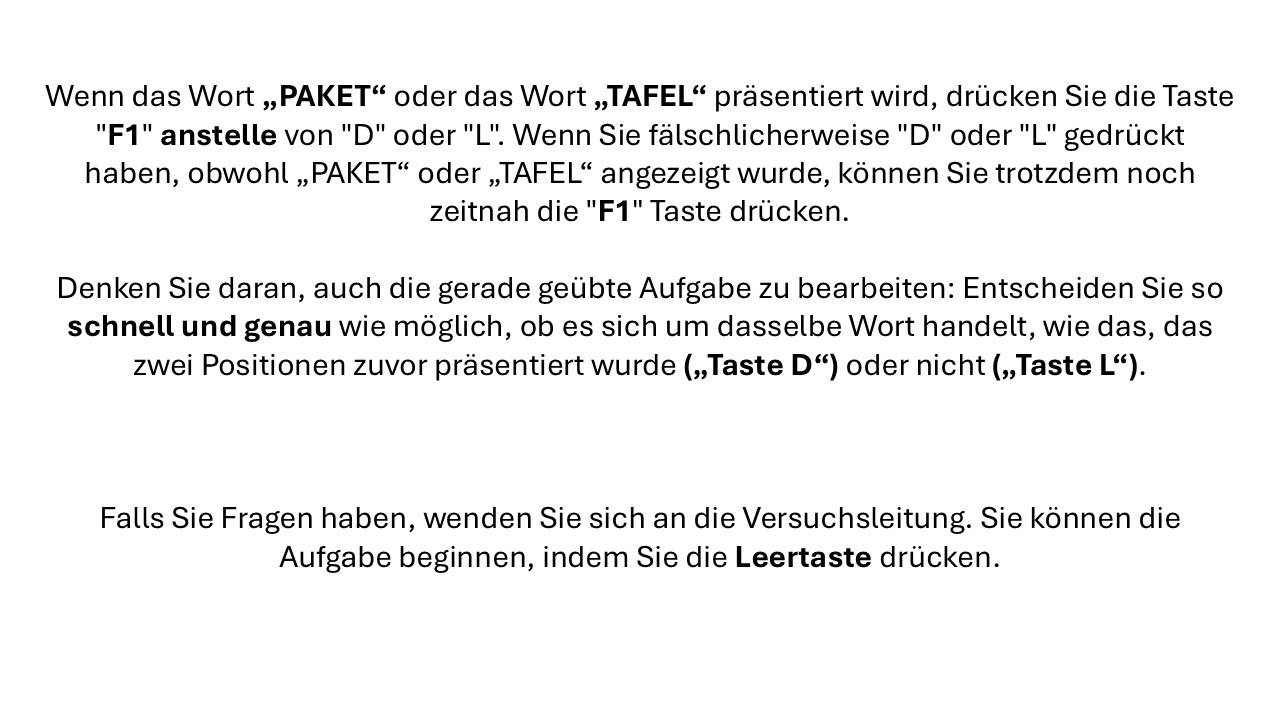 Wenn das Wort „PAKET“ oder das Wort „TAFEL“ präsentiert wird, drücken Sie die Taste
"F1" anstelle von "D" oder "L". Wenn Sie fälschlicherweise "D" oder "L" gedrückt
haben, obwohl „PAKET“ oder „TAFEL“ angezeigt wurde, können Sie trotzdem noch
zeitnah die "F1" Taste drücken.
Denken Sie daran, auch die gerade geübte Aufgabe zu bearbeiten: Entscheiden Sie so
schnell und genau wie möglich, ob es sich um dasselbe Wort handelt, wie das, das
zwei Positionen zuvor präsentiert wurde („Taste D“) oder nicht („Taste L“).
Falls Sie Fragen haben, wenden Sie sich an die Versuchsleitung. Sie können die
Aufgabe beginnen, indem Sie die Leertaste drücken.